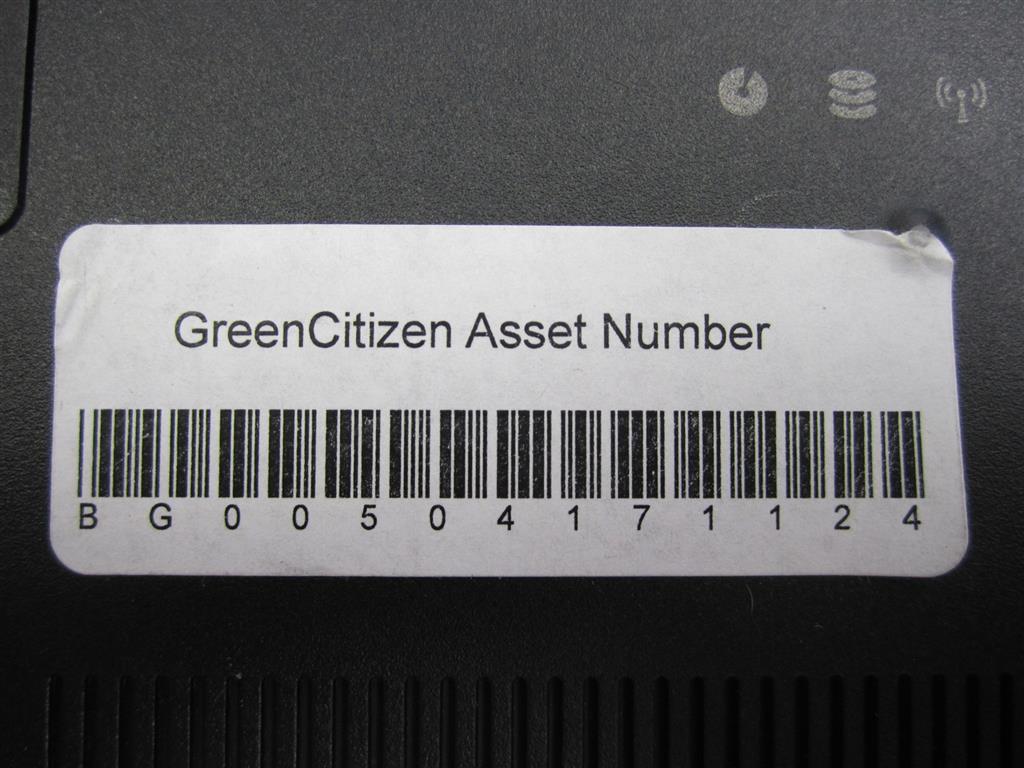 GreenCitizen Asset Number
B G 0 0 5 0 4 1 7 1 1 2 4